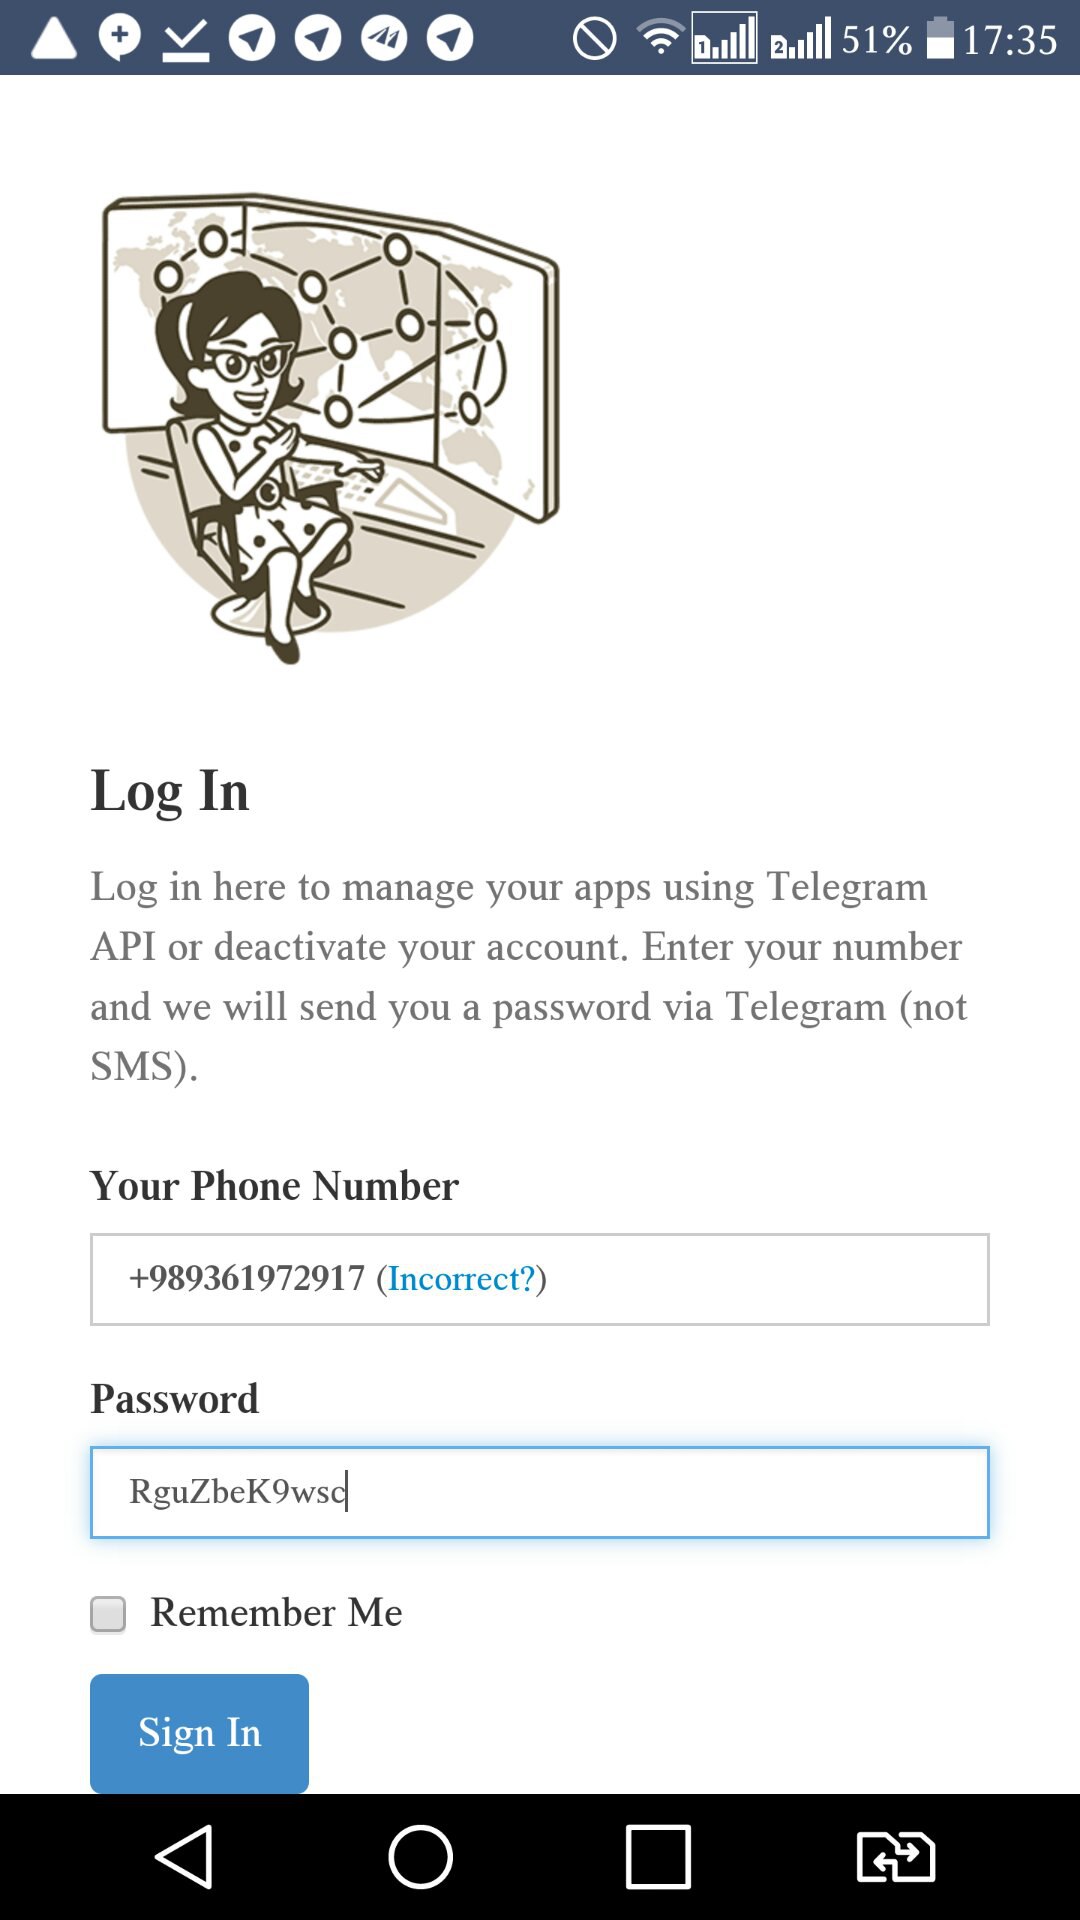 1 2 51% 17:35
Log In
Log in here to manage your apps using Telegram
API or deactivate your account. Enter your number
and we will send you a password via Telegram (not
SMS).
Your Phone Number
+989361972917 (Incorrect?)
Password
RguZbeK9wsc
Remember Me
Sign In